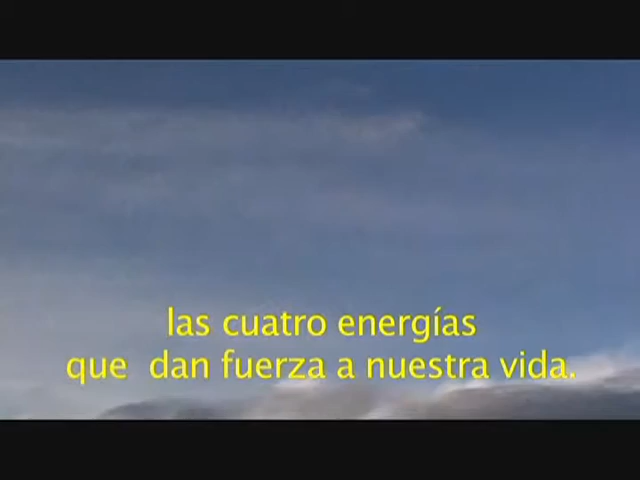 las cuatro energías
que dan fuerza a nuestra vida.